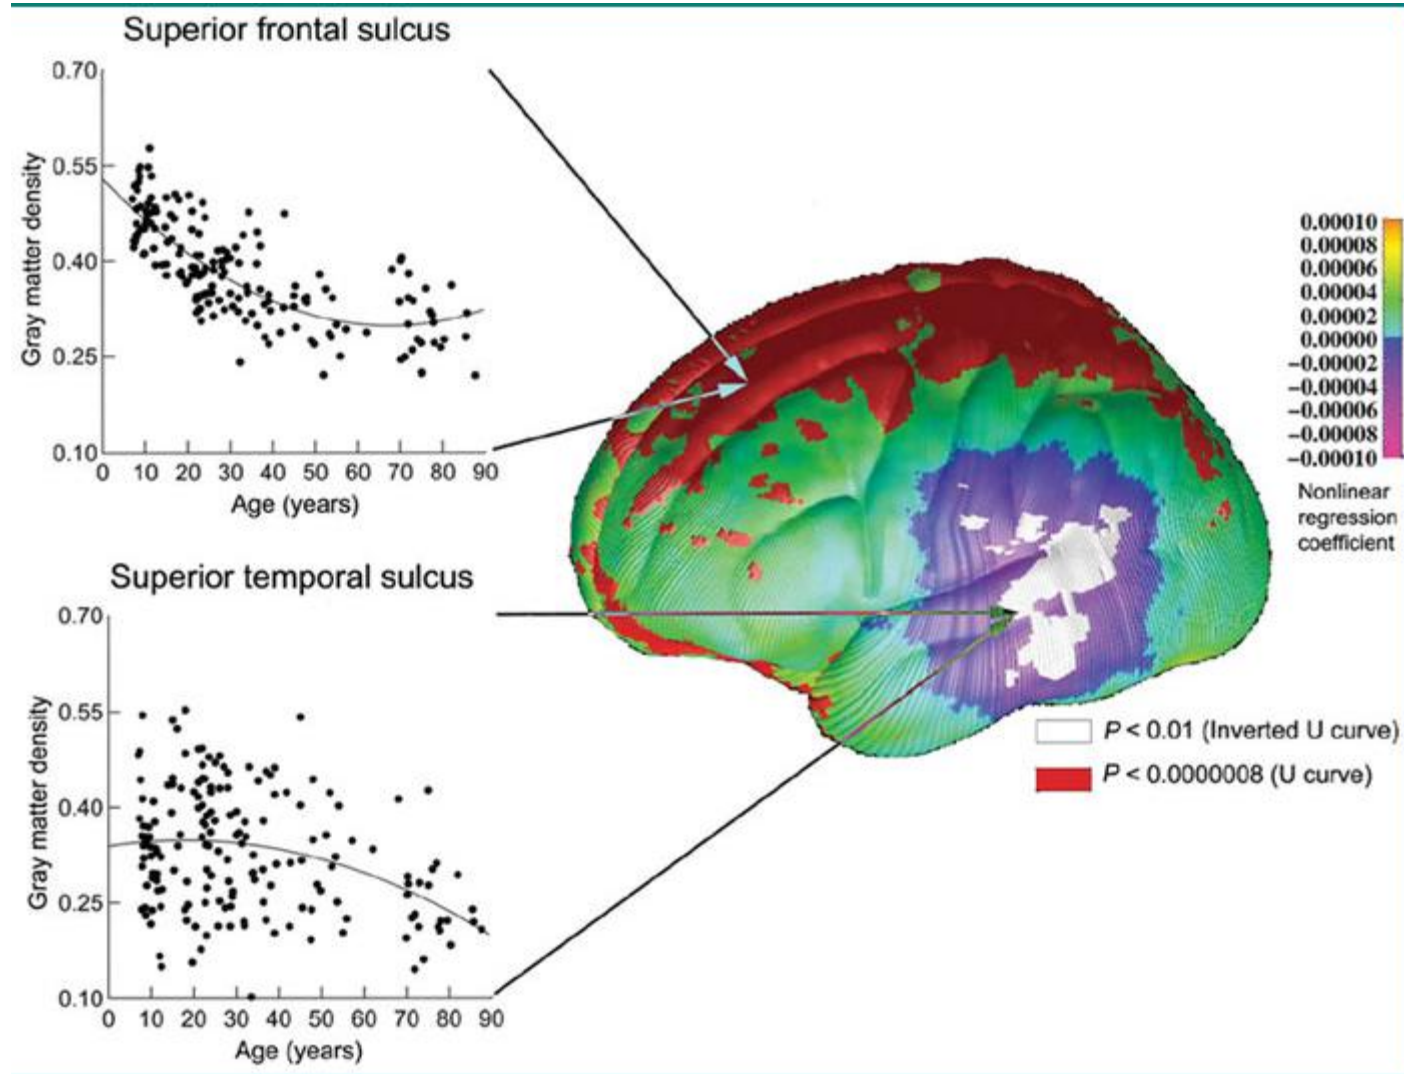 Superior frontal sulcus
0.70
0.55
0.40
0.25
0.10
Gray matter density
0 10 20 30 40 50 60 70 80 90
Age (years)
Superior temporal sulcus
0.70
0.55
0.40
0.25
0.10
Gray matter density
0 10 20 30 40 50 60 70 80 90
Age (years)
0.00010
0.00008
0.00006
0.00004
0.00002
0.00000
−0.00002
−0.00004
−0.00006
−0.00008
−0.00010
Nonlinear
regression
coefficient
P < 0.01 (Inverted U curve)
P < 0.0000008 (U curve)